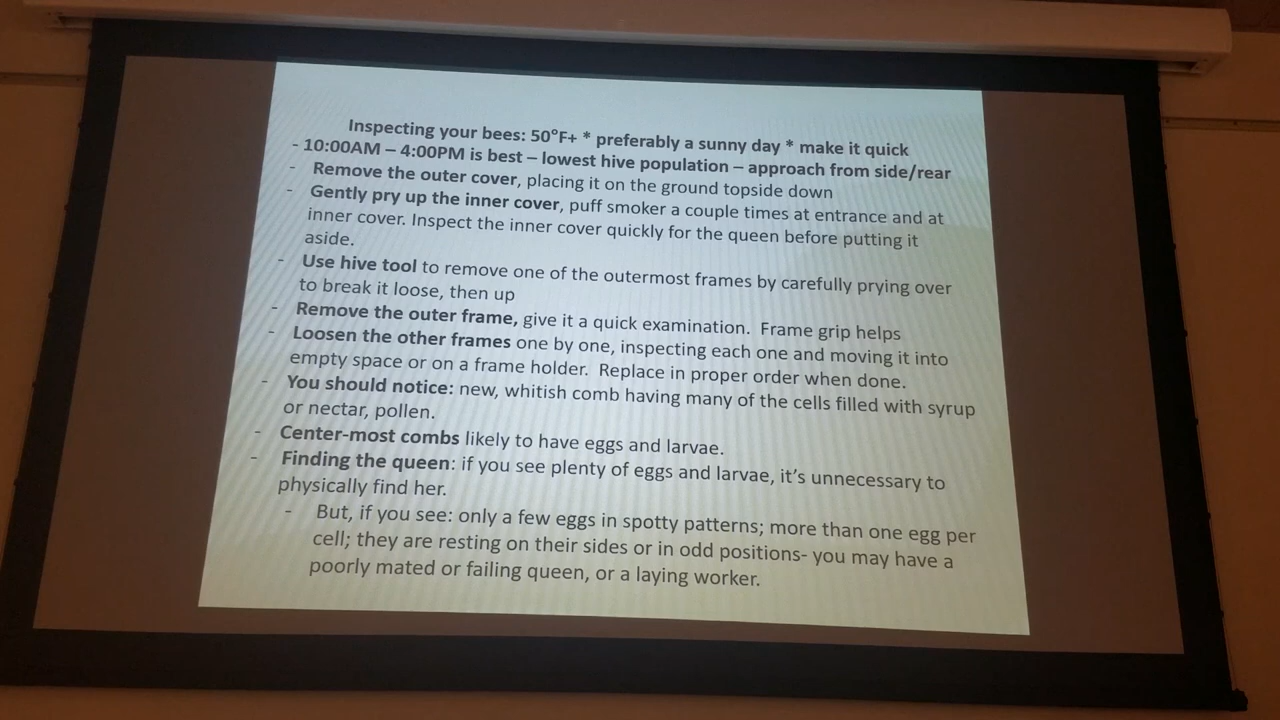 Inspecting your bees: 50°F+ * preferably a sunny day * make it quick
- 10:00AM – 4:00PM is best – lowest hive population – approach from side/rear
- Remove the outer cover, placing it on the ground topside down
- Gently pry up the inner cover, puff smoker a couple times at entrance and at
inner cover. Inspect the inner cover quickly for the queen before putting it
aside.
- Use hive tool to remove one of the outermost frames by carefully prying over
to break it loose, then up
- Remove the outer frame, give it a quick examination.  Frame grip helps
- Loosen the other frames one by one, inspecting each one and moving it into
empty space or on a frame holder.  Replace in proper order when done.
- You should notice: new, whitish comb having many of the cells filled with syrup
or nectar, pollen.
- Center-most combs likely to have eggs and larvae.
- Finding the queen: if you see plenty of eggs and larvae, it's unnecessary to
physically find her.
- But, if you see: only a few eggs in spotty patterns; more than one egg per
cell; they are resting on their sides or in odd positions- you may have a
poorly mated or failing queen, or a laying worker.